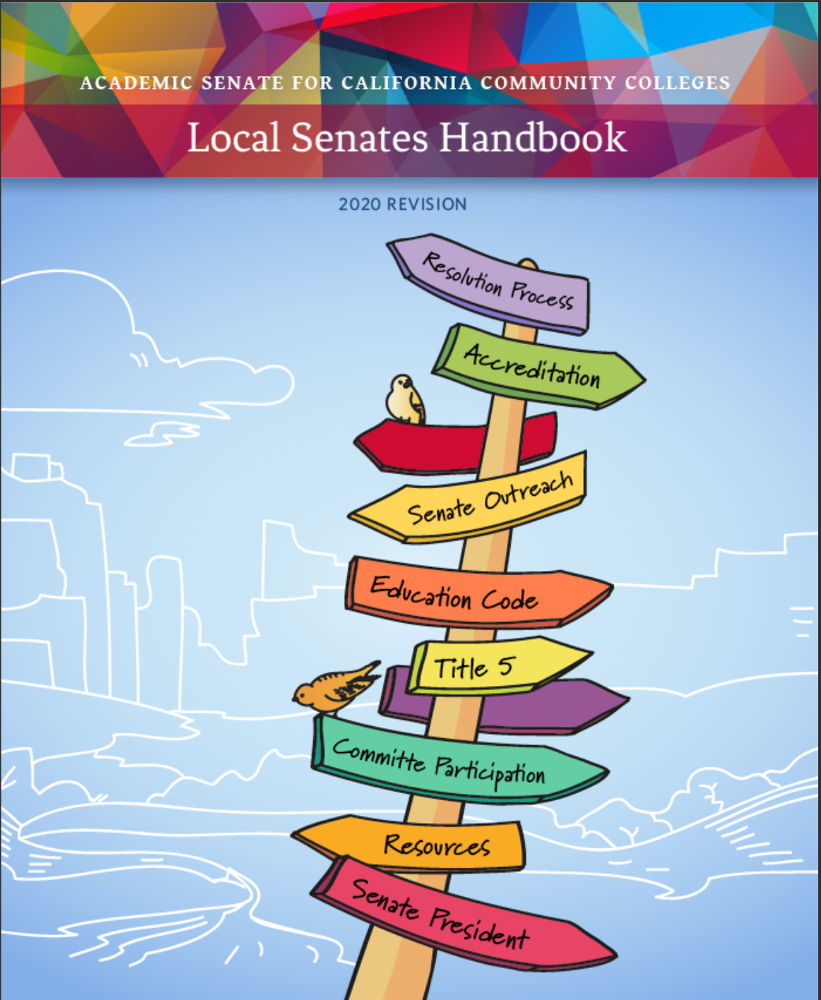 ACADEMIC SENATE FOR CALIFORNIA COMMUNITY COLLEGES
Local Senates Handbook
2020 REVISION
Resolution Process
Accreditation
Senate Outreach
Education Code
Title 5
Committe Participation
Resources
Senate President